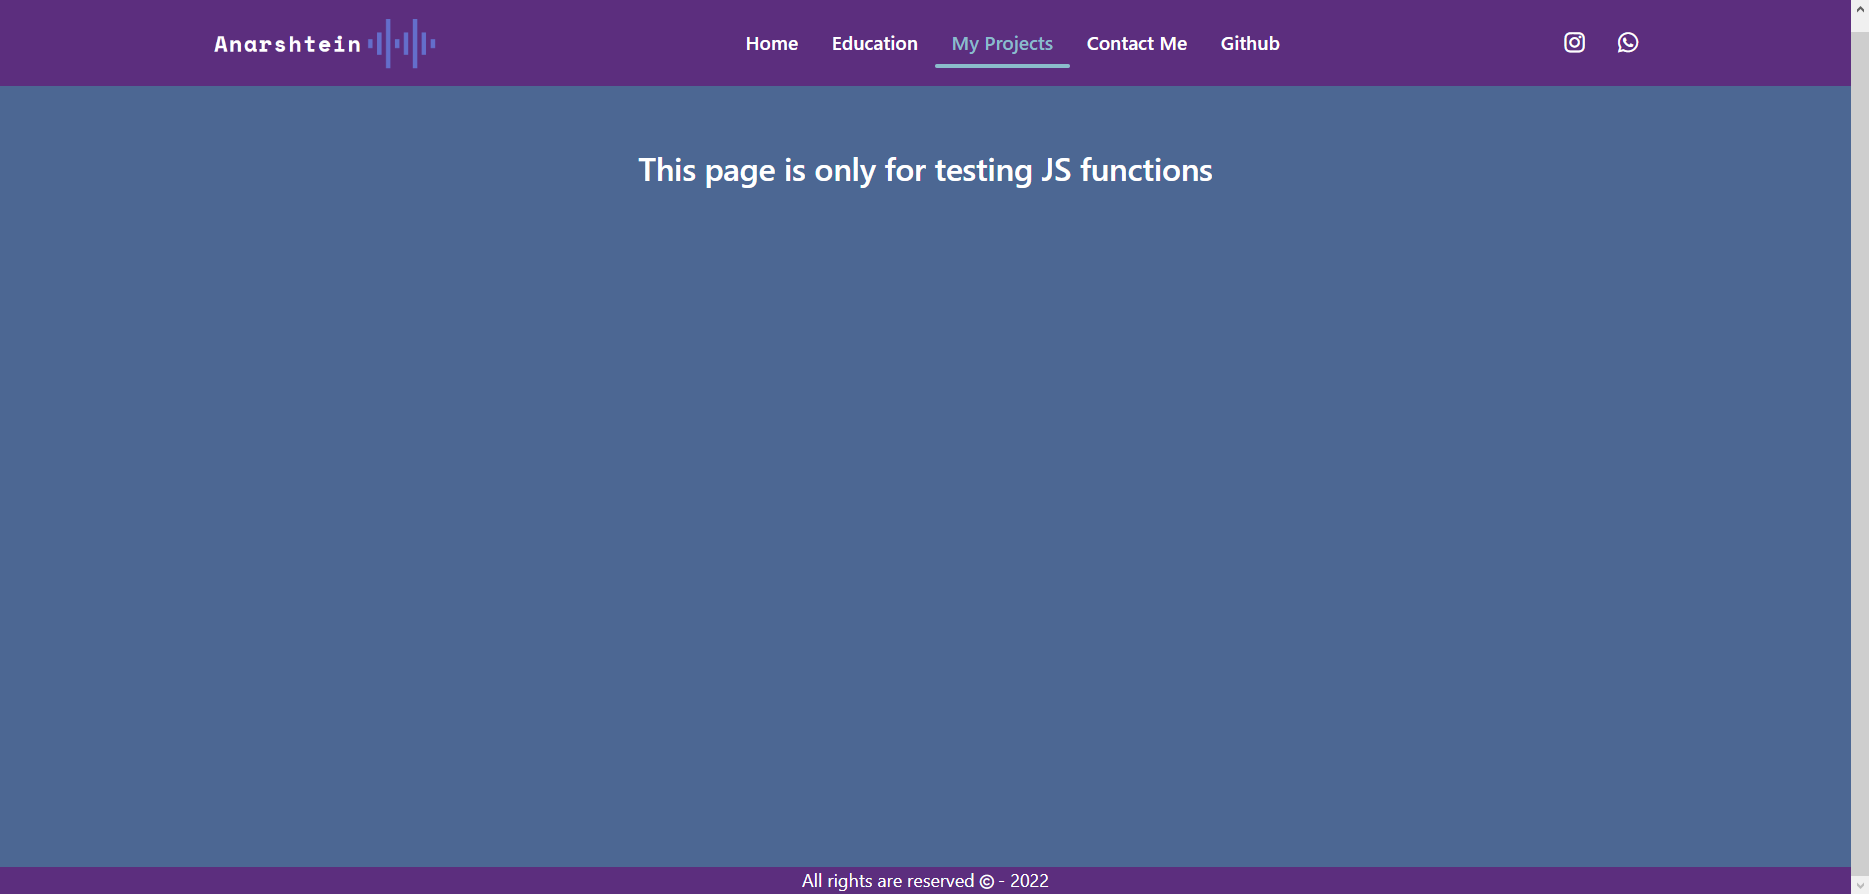 Anarshtein
Home Education My Projects Contact Me Github
This page is only for testing JS functions
All rights are reserved © - 2022